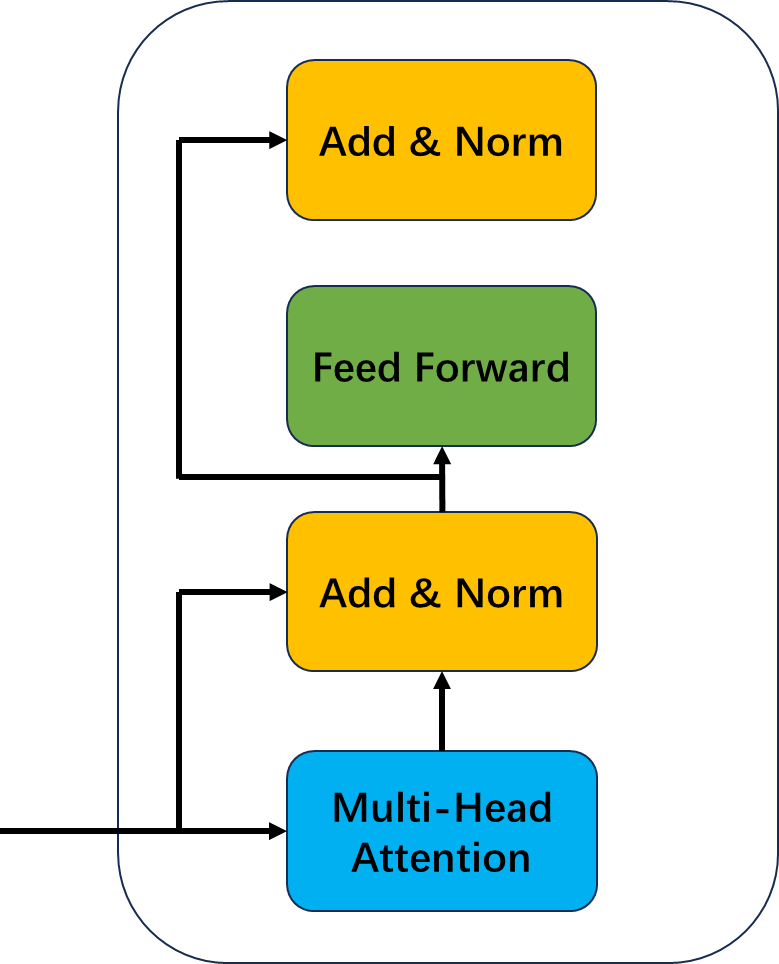 Add & Norm
Feed Forward
Add & Norm
Multi-Head
Attention